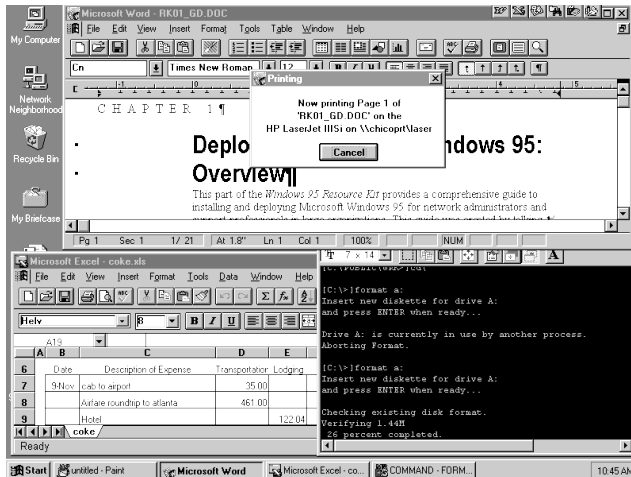 Microsoft Word - RK01_GD.DOC
My Computer
File Edit View Insert Format Tools Table Window Help
Network Neighborhood
Recycle Bin
My Briefcase
Cn Times New Roman 12
Printing
Now printing Page 1 of
'RK01_GD.DOC' on the
HP LaserJet IIISi on \\chicoprt\laser
Cancel
CHAPTER 1¶
Deplo ndows 95:
Overview¶
This part of the Windows 95 Resource Kit provides a comprehensive guide to
installing and deploying Microsoft Windows 95 for network administrators and
Pg 1 Sec 1 1/ 21 At 1.8" Ln 1 Col 1 100% NUM
Microsoft Excel - coke.xls
File Edit View Insert Format Tools Data Window Help
Helv 8 B I U
A19
A B C D E
6 Date Description of Expense Transportation Lodging
7 9-Nov cab to airport 35.00
8 Airfare roundtrip to atlanta 461.00
9 Hotel 122.04
coke
Ready
7 x 14 A
[C:\>]format a:
Insert new diskette for drive A:
and press ENTER when ready...
Drive A: is currently in use by another process.
Aborting Format.
[C:\>]format a:
Insert new diskette for drive A:
and press ENTER when ready...
Checking existing disk format.
Verifying 1.44M
26 percent completed.
Start untitled - Paint Microsoft Word Microsoft Excel - co... COMMAND - FORM... 10:45 AM